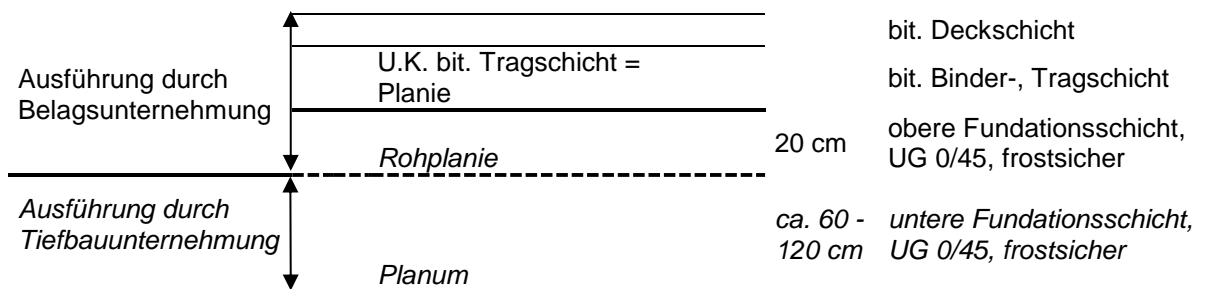 bit. Deckschicht
Ausführung durch
Belagsunternehmung
U.K. bit. Tragschicht =
Planie
bit. Binder-, Tragschicht
Rohplanie
20 cm
obere Fundationsschicht,
UG 0/45, frostsicher
Ausführung durch
Tiefbauunternehmung
Planum
ca. 60 -
120 cm
untere Fundationsschicht,
UG 0/45, frostsicher